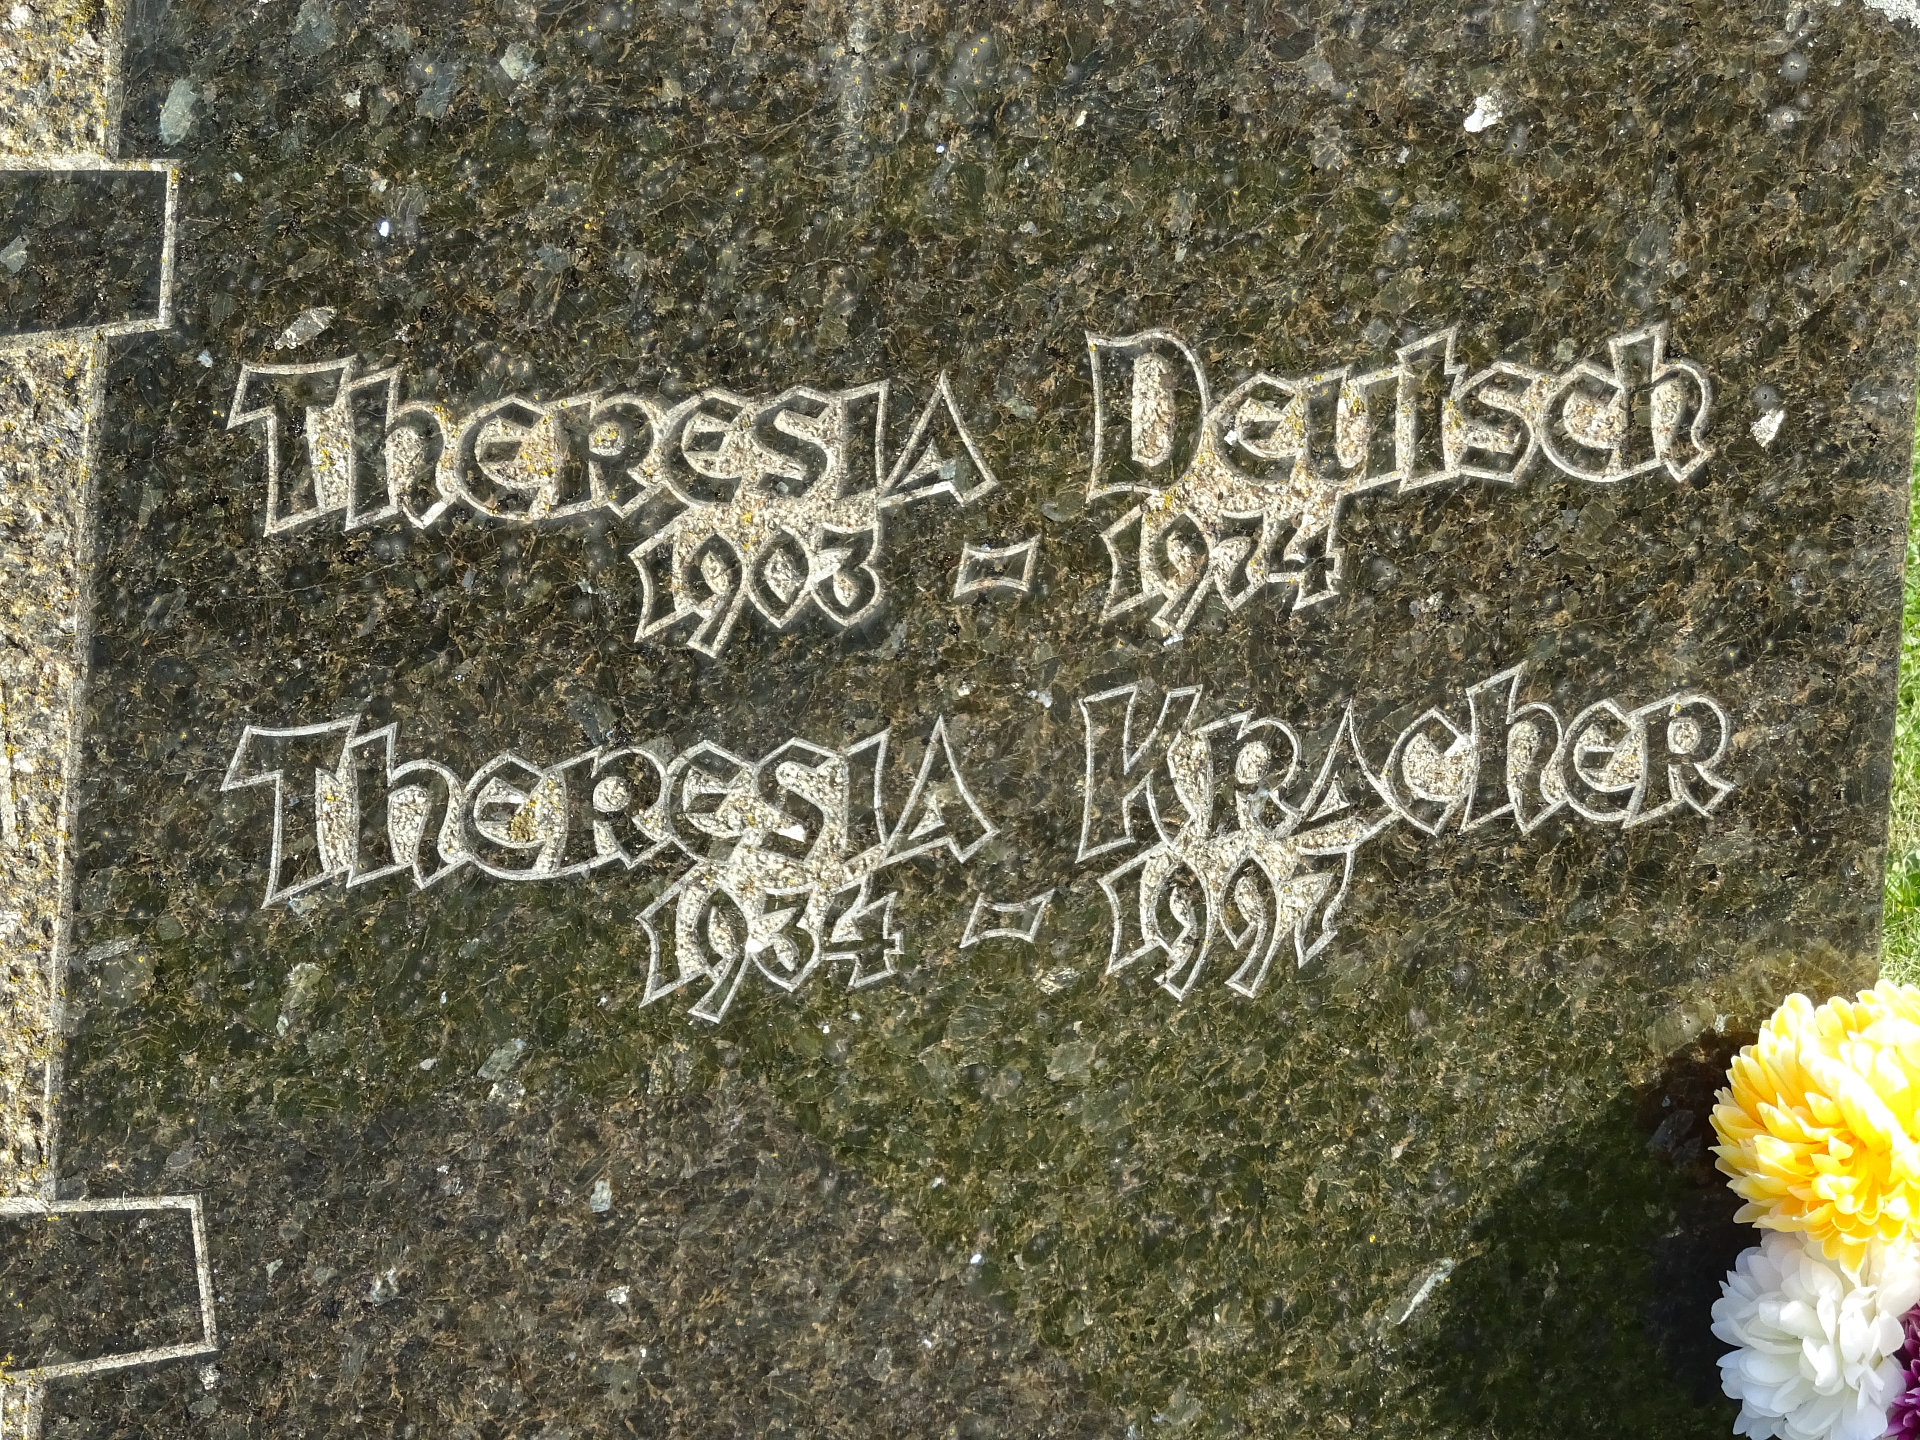 Theresia Deutsch
1903 - 1974
Theresia Kracher
1934 - 1997